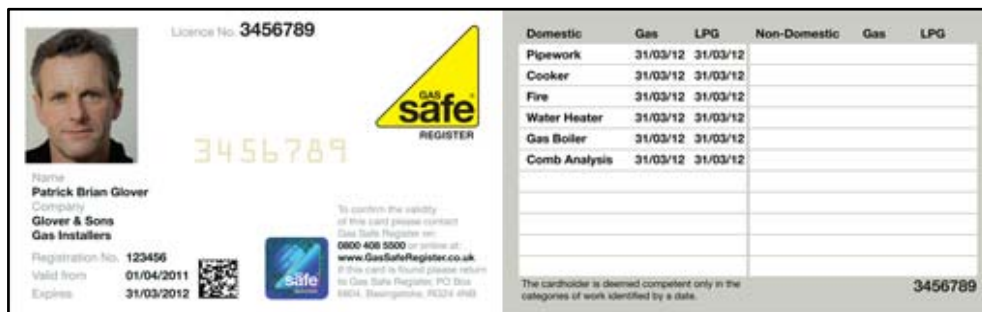 Licence No. 3456789
GAS
safe
REGISTER
3456789
Name
Patrick Brian Glover
Company
Glover & Sons
Gas Installers
Registration No. 123456
Valid from 01/04/2011
Expires 31/03/2012
safe
To confirm the validity
of this card please contact
Gas Safe Register on:
0800 408 5500 or online at:
www.GasSafeRegister.co.uk
If this card is found please return
to Gas Safe Register, PO Box
6804, Basingstoke, RG24 4NB
Domestic Gas LPG Non-Domestic Gas LPG
Pipework 31/03/12 31/03/12
Cooker 31/03/12 31/03/12
Fire 31/03/12 31/03/12
Water Heater 31/03/12 31/03/12
Gas Boiler 31/03/12 31/03/12
Comb Analysis 31/03/12 31/03/12
The cardholder is deemed competent only in the
categories of work identified by a date.
3456789